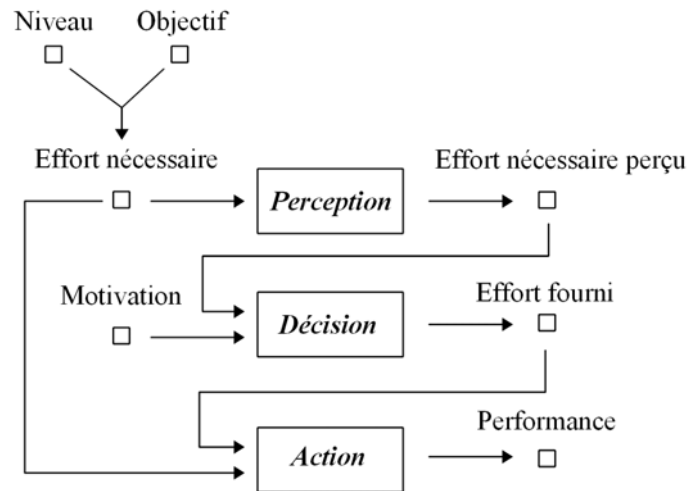 Niveau
Objectif
Effort nécessaire
Perception
Effort nécessaire perçu
Motivation
Décision
Effort fourni
Action
Performance